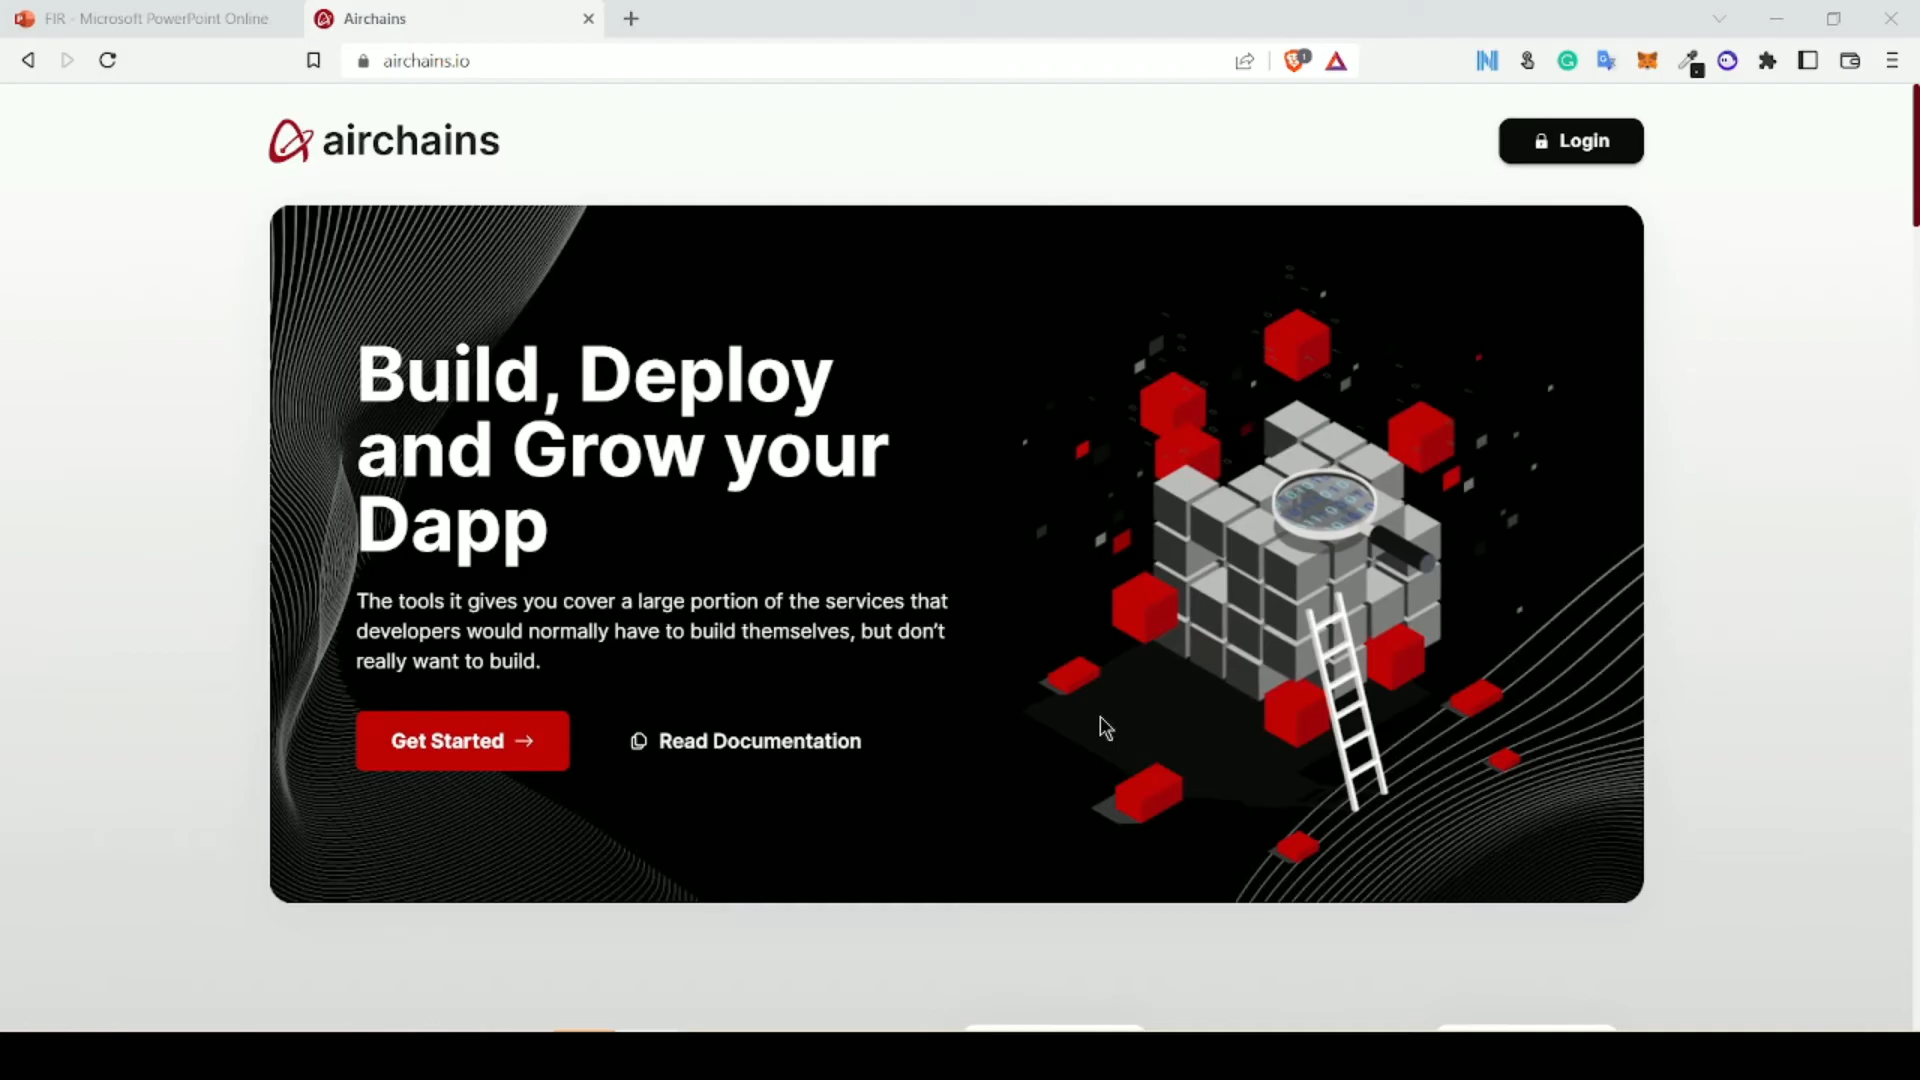 FIR - Microsoft PowerPoint Online
Airchains
airchains.io
airchains
Login
Build, Deploy
and Grow your
Dapp
The tools it gives you cover a large portion of the services that
developers would normally have to build themselves, but don't
really want to build.
Get Started →
Read Documentation